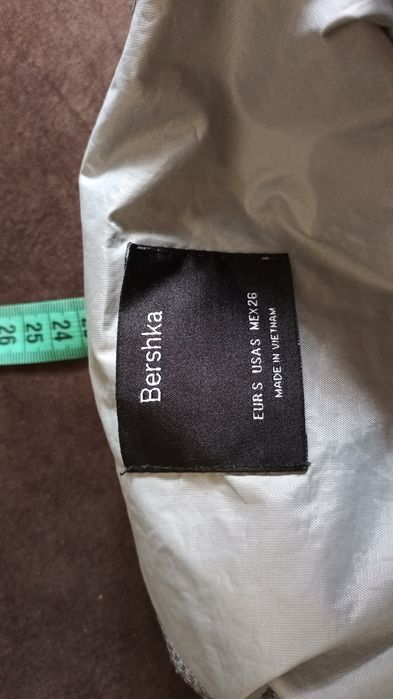 Bershka
EUR S USA S MEX 26
MADE IN VIETNAM
24
25
26